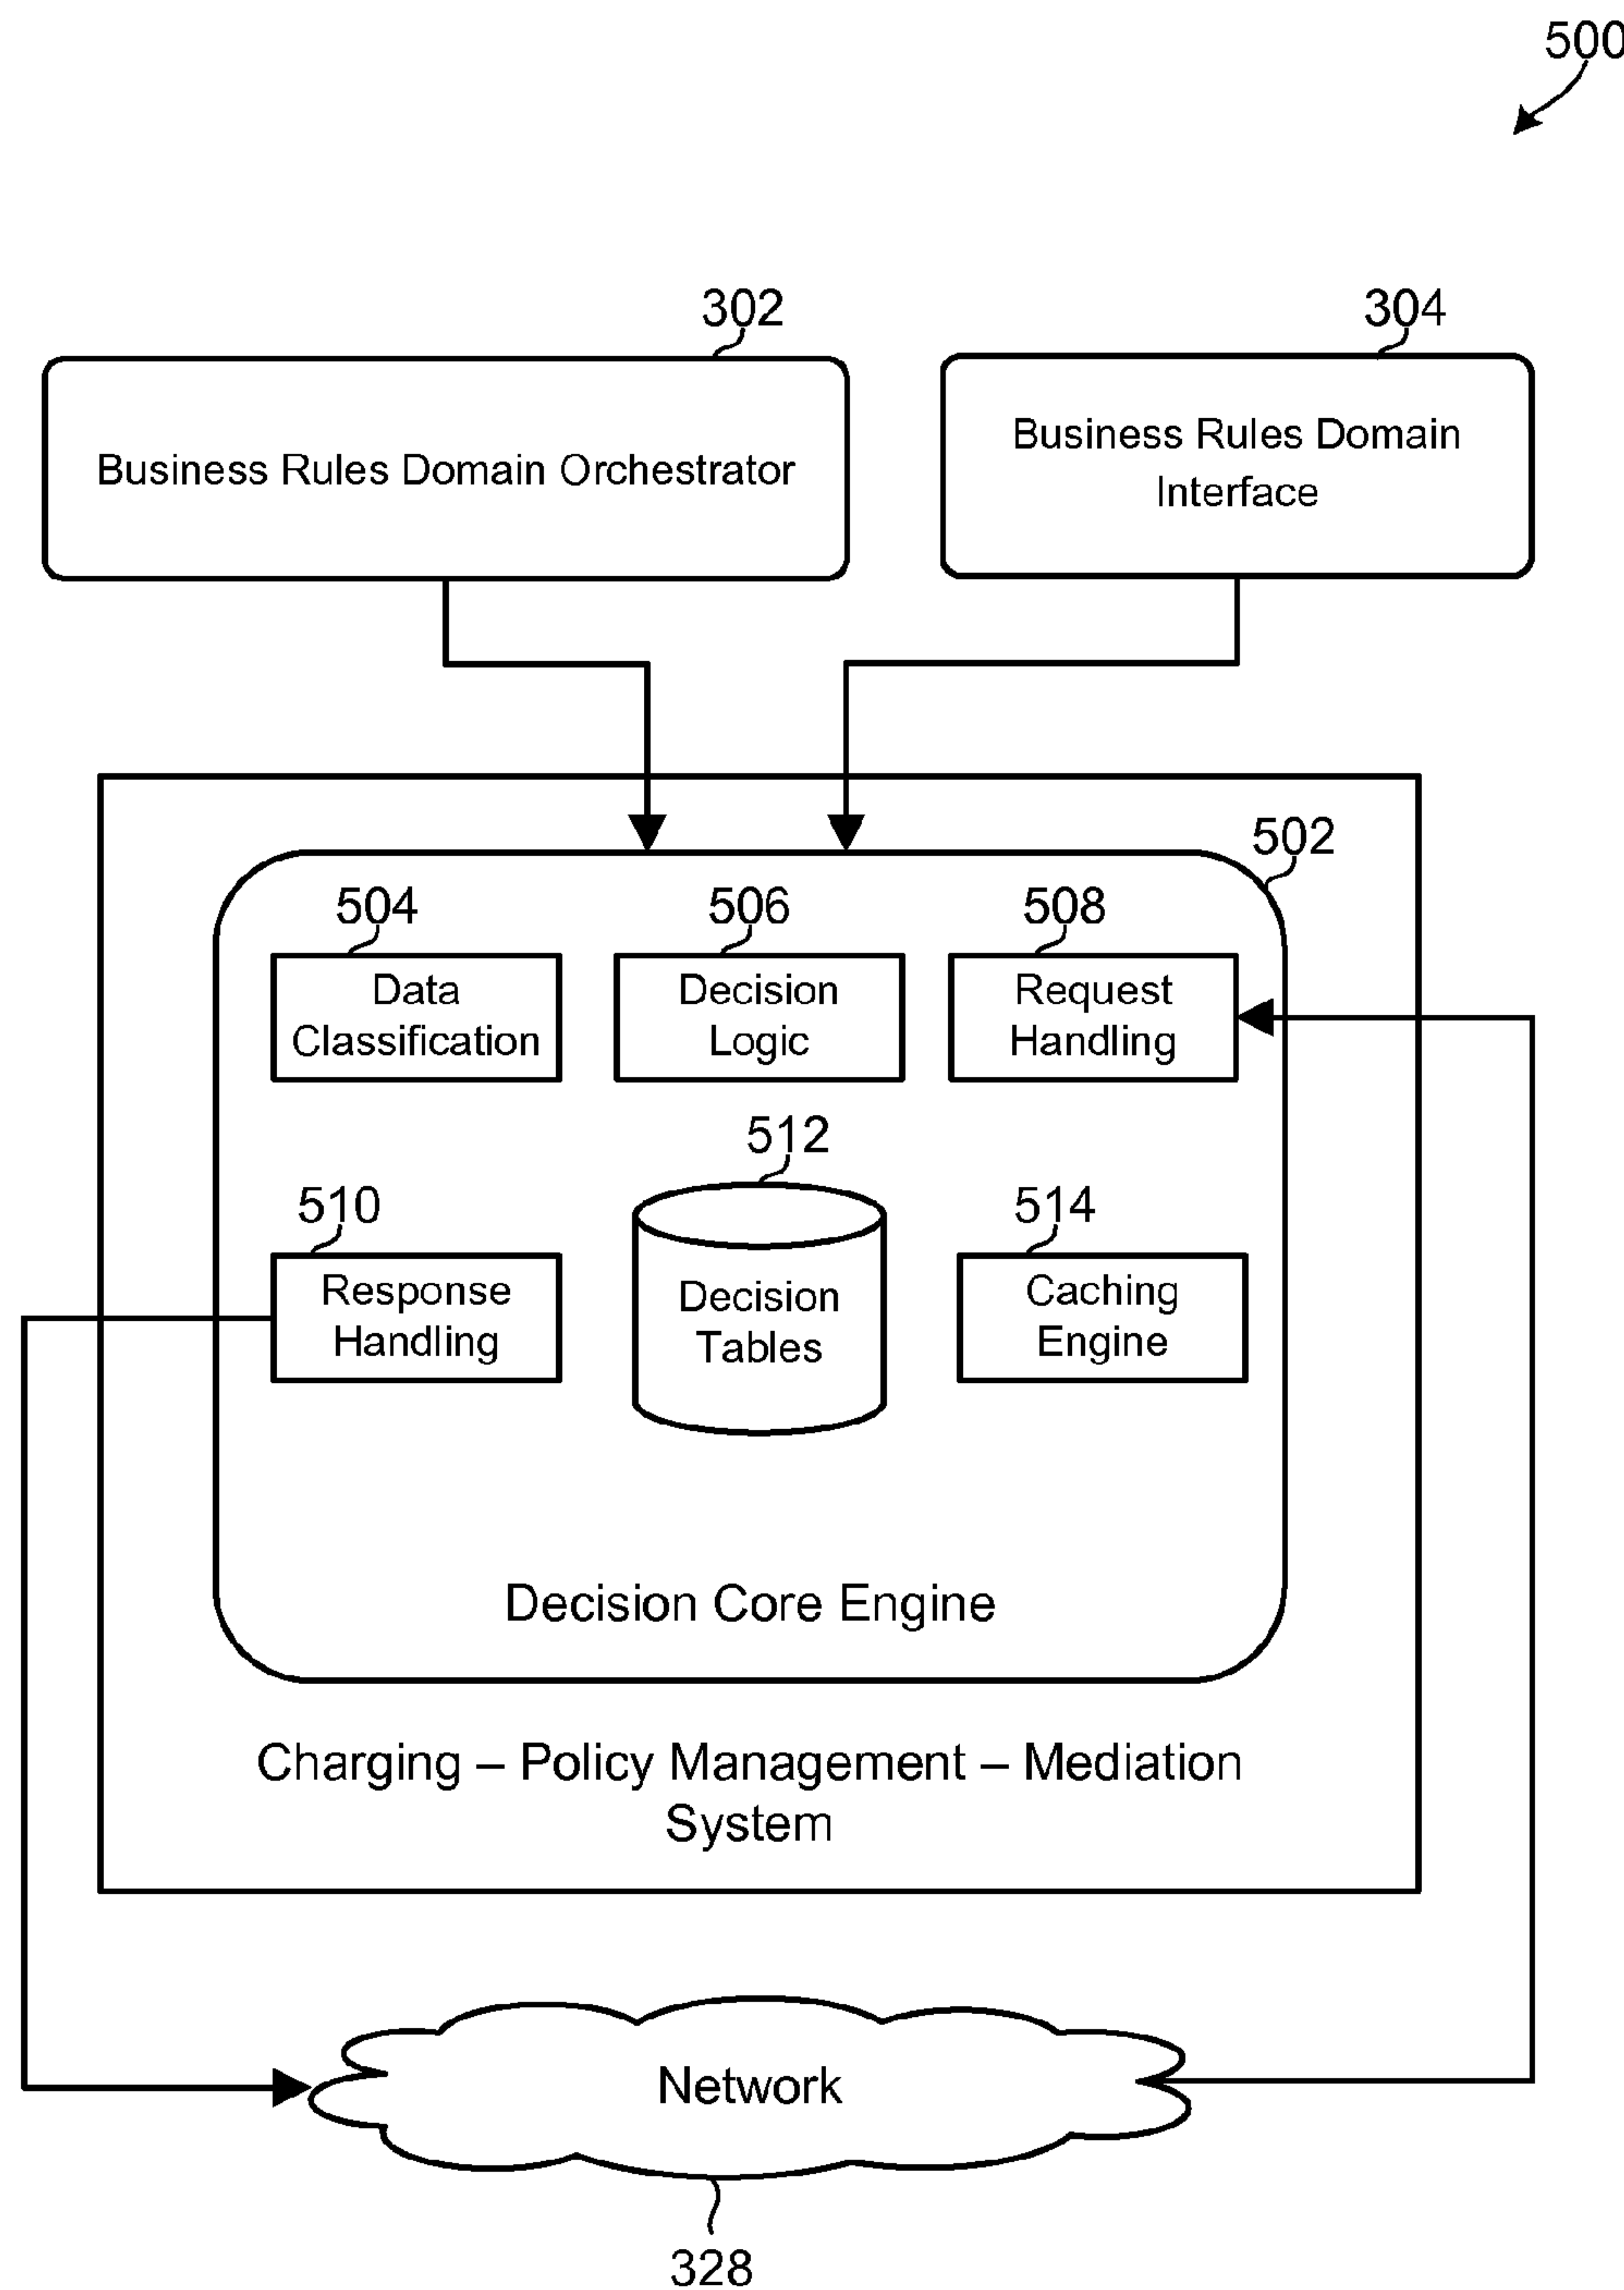 500
302
304
Business Rules Domain Orchestrator
Business Rules Domain
Interface
502
504
506
508
Data
Classification
Decision
Logic
Request
Handling
512
510
514
Response
Handling
Decision
Tables
Caching
Engine
Decision Core Engine
Charging – Policy Management – Mediation
System
Network
328